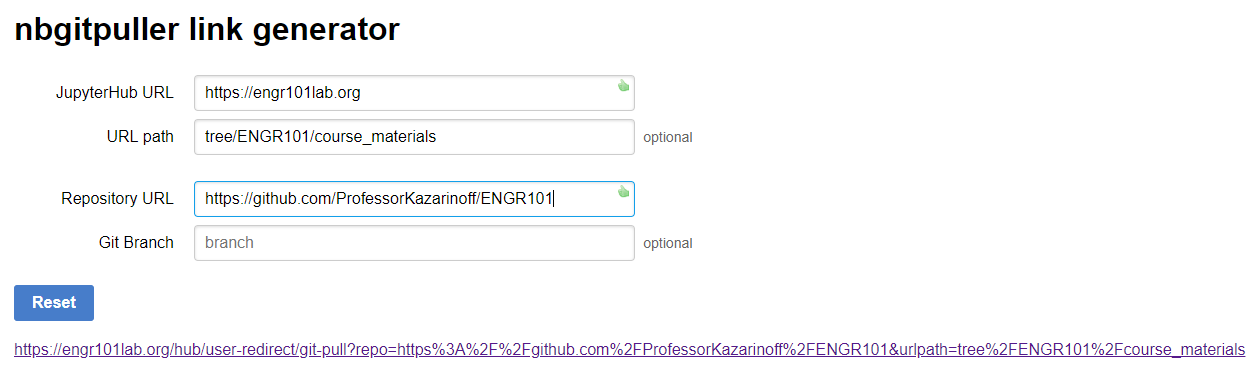 nbgitpuller link generator
JupyterHub URL https://engr101lab.org
URL path tree/ENGR101/course_materials optional
Repository URL https://github.com/ProfessorKazarinoff/ENGR101
Git Branch branch optional
Reset
https://engr101lab.org/hub/user-redirect/git-pull?repo=https%3A%2F%2Fgithub.com%2FProfessorKazarinoff%2FENGR101&urlpath=tree%2FENGR101%2Fcourse_materials